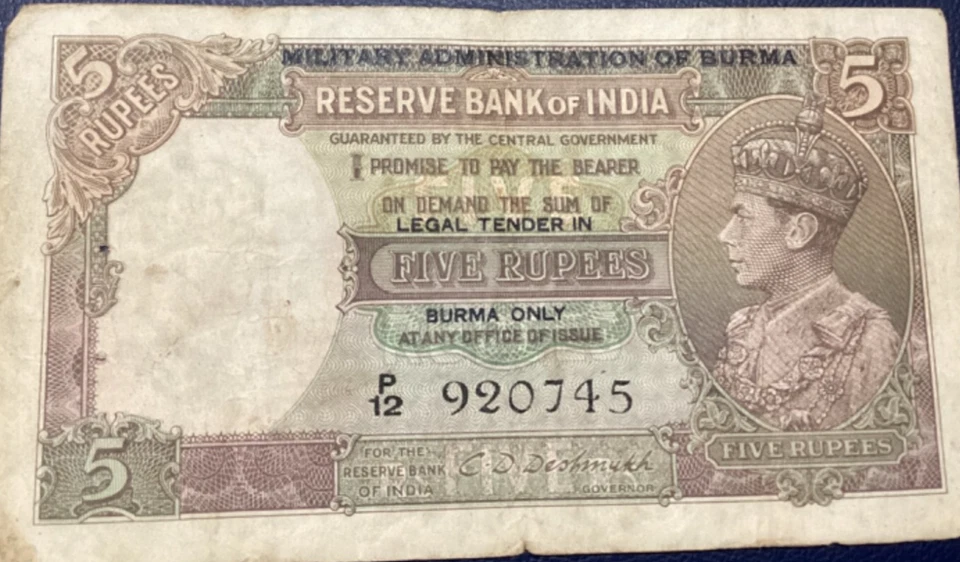 MILITARY ADMINISTRATION OF BURMA
5 RUPEES
5
RESERVE BANK OF INDIA
GUARANTEED BY THE CENTRAL GOVERNMENT
I PROMISE TO PAY THE BEARER
FIVE
ON DEMAND THE SUM OF
LEGAL TENDER IN
FIVE RUPEES
BURMA ONLY
AT ANY OFFICE OF ISSUE
P
12 920745
5
FOR THE
RESERVE BANK
OF INDIA
C. D. Deshmukh
FIVE
GOVERNOR
FIVE RUPEES